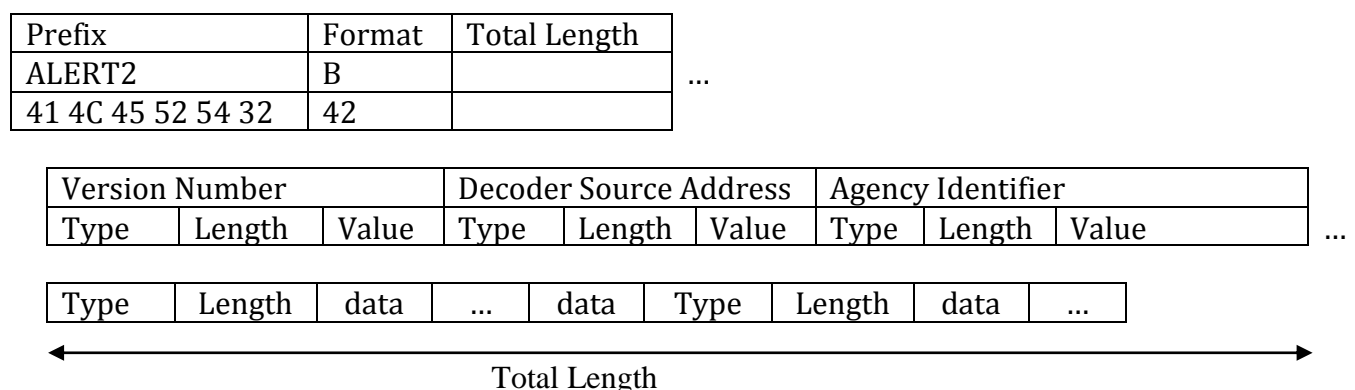 Prefix Format Total Length
ALERT2 B ...
41 4C 45 52 54 32 42
Version Number Decoder Source Address Agency Identifier
Type Length Value Type Length Value Type Length Value ...
Type Length data ... data Type Length data ...
Total Length